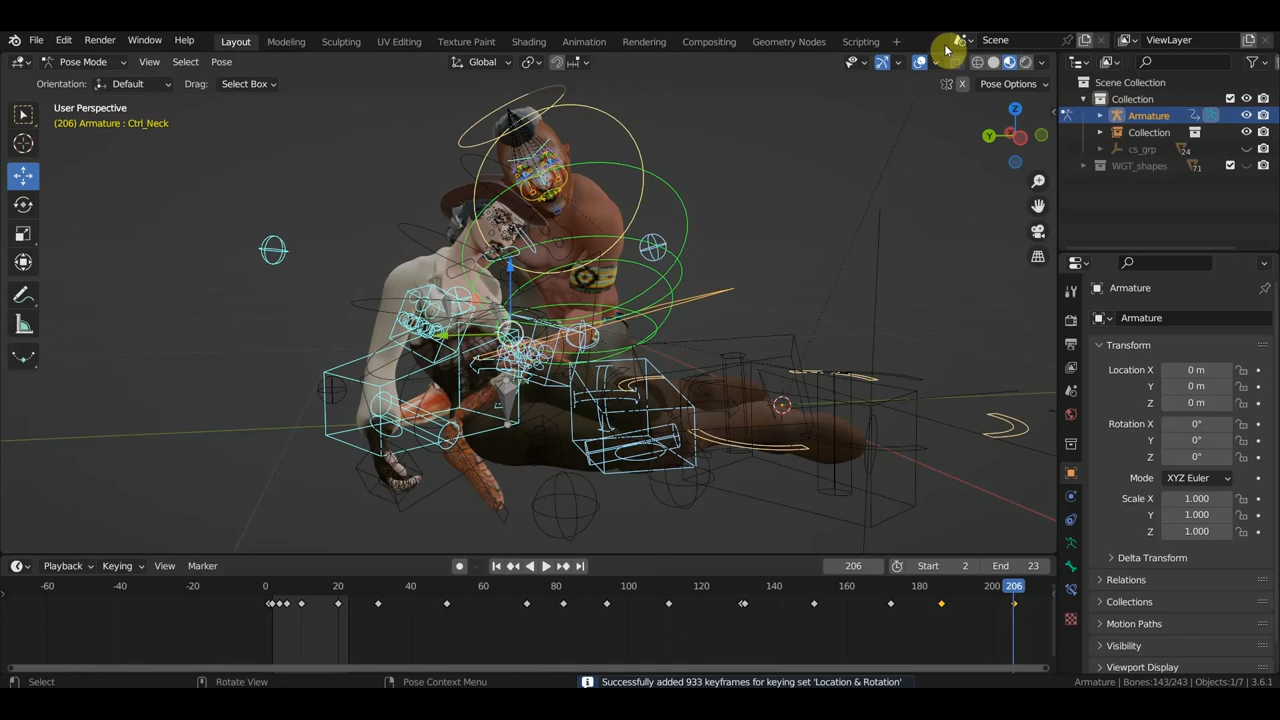 File Edit Render Window Help Layout Modeling Sculpting UV Editing Texture Paint Shading Animation Rendering Compositing Geometry Nodes Scripting + Scene ViewLayer
Pose Mode View Select Pose Global
Orientation: Default Drag: Select Box X Pose Options
User Perspective
(206) Armature : Ctrl_Neck
Z
Y
X
Scene Collection
Collection
Armature
Collection
cs_grp 24
WGT_shapes 71
Armature
Armature
Transform
Location X 0 m
Y 0 m
Z 0 m
Rotation X 0°
Y 0°
Z 0°
Mode XYZ Euler
Scale X 1.000
Y 1.000
Z 1.000
Delta Transform
Relations
Collections
Motion Paths
Visibility
Viewport Display
Playback Keying View Marker 206 Start 2 End 23
-60 -40 -20 0 20 40 60 80 100 120 140 160 180 200 206
Select Rotate View Pose Context Menu Successfully added 933 keyframes for keying set 'Location & Rotation' Armature | Bones:143/243 | Objects:1/7 | 3.6.1